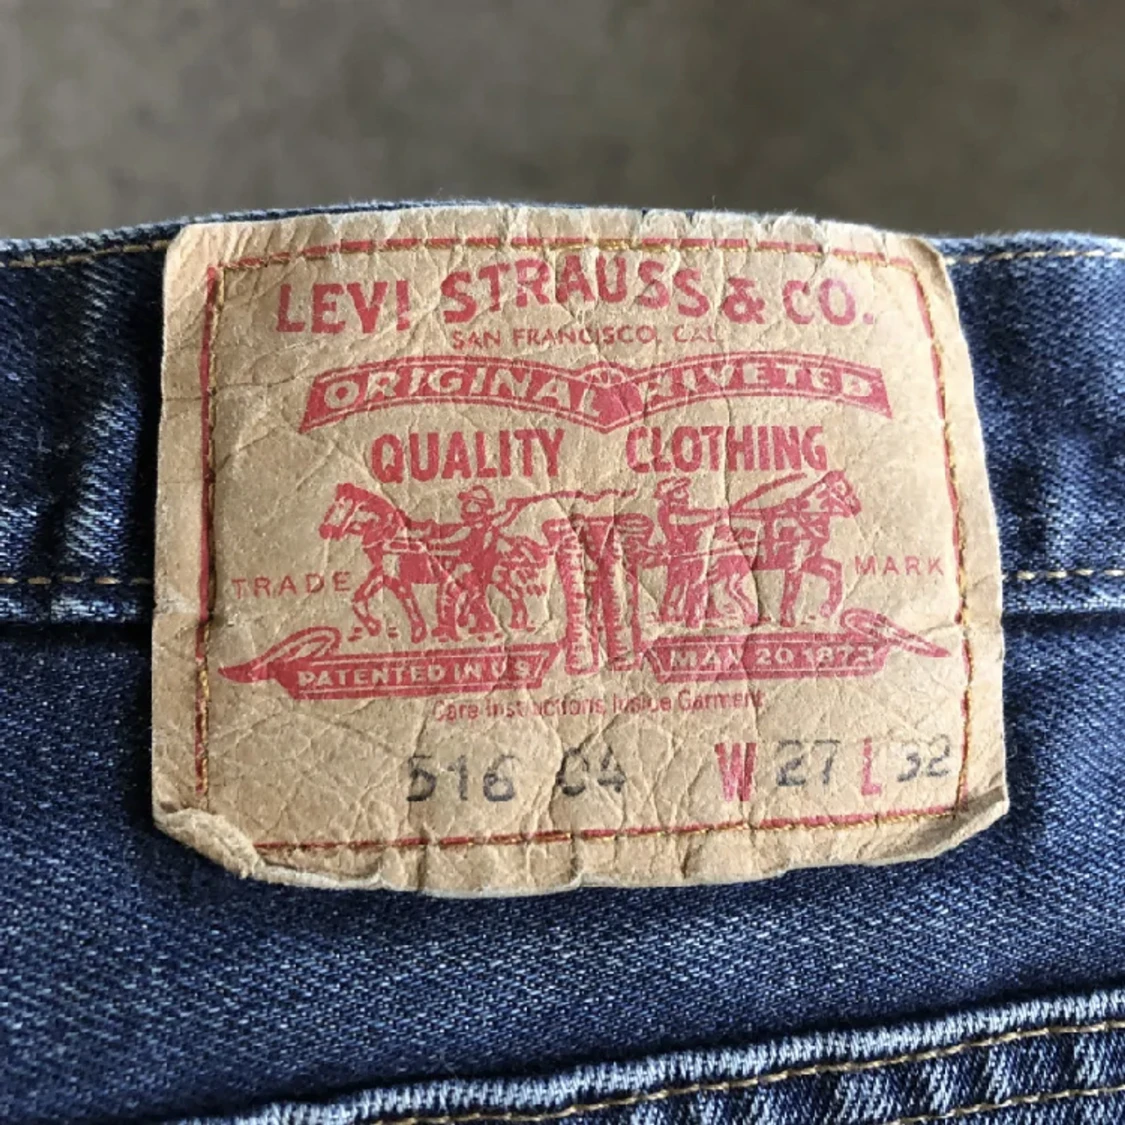 LEVI STRAUSS & CO.
SAN FRANCISCO, CAL.
ORIGINAL RIVETED
QUALITY CLOTHING
TRADE MARK
PATENTED IN U.S. MAY 20 1873
Care Instructions Inside Garment
516 04 W 27 L 32